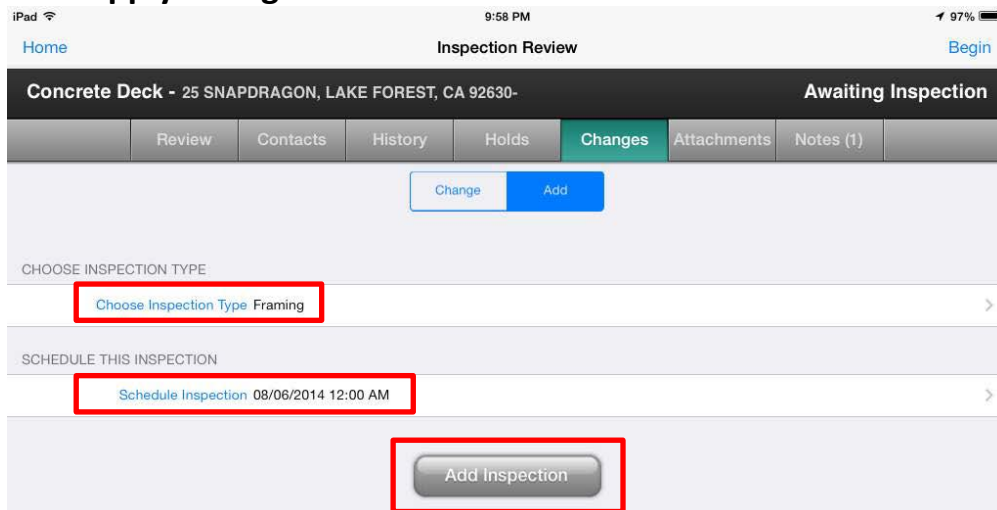 iPad 9:58 PM 97%
Home Inspection Review Begin
Concrete Deck - 25 SNAPDRAGON, LAKE FOREST, CA 92630- Awaiting Inspection
Review Contacts History Holds Changes Attachments Notes (1)
Change Add
CHOOSE INSPECTION TYPE
Choose Inspection Type Framing
SCHEDULE THIS INSPECTION
Schedule Inspection 08/06/2014 12:00 AM
Add Inspection